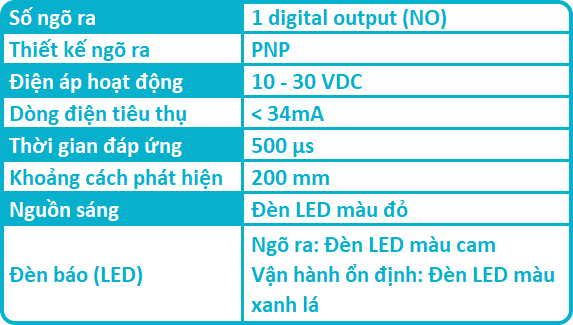 Số ngõ ra 1 digital output (NO)
Thiết kế ngõ ra PNP
Điện áp hoạt động 10 - 30 VDC
Dòng điện tiêu thụ < 34mA
Thời gian đáp ứng 500 µs
Khoảng cách phát hiện 200 mm
Nguồn sáng Đèn LED màu đỏ
Đèn báo (LED) Ngõ ra: Đèn LED màu cam
Vận hành ổn định: Đèn LED màu
xanh lá